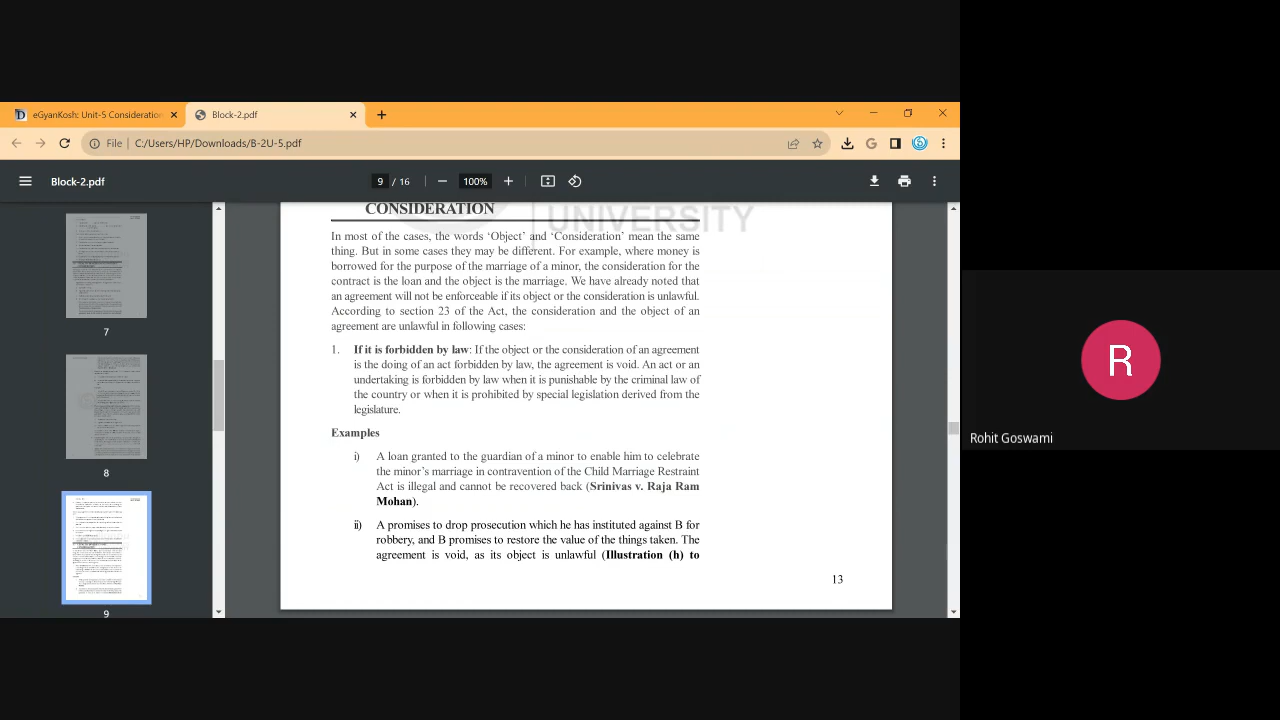 eGyanKosh: Unit-5 Consideration
Block-2.pdf
File
C:/Users/HP/Downloads/B-2U-5.pdf
Block-2.pdf
9 / 16
100%
7
8
9
CONSIDERATION
UNIVERSITY
In most of the cases, the words ‘Object’ and ‘Consideration’ mean the same
thing. But in some cases they may be different. For example, where money is
borrowed for the purpose of the marriage of a minor, the consideration for the
contract is the loan and the object is the marriage. We have already noted that
an agreement will not be enforceable if its object or the consideration is unlawful.
According to section 23 of the Act, the consideration and the object of an
agreement are unlawful in following cases:
1. If it is forbidden by law: If the object or the consideration of an agreement
is the doing of an act forbidden by law, the agreement is void. An act or an
undertaking is forbidden by law when it is punishable by the criminal law of
the country or when it is prohibited by special legislation derived from the
legislature.
Examples
i) A loan granted to the guardian of a minor to enable him to celebrate
the minor’s marriage in contravention of the Child Marriage Restraint
Act is illegal and cannot be recovered back (Srinivas v. Raja Ram
Mohan).
ii) A promises to drop prosecution which he has instituted against B for
robbery, and B promises to restore the value of the things taken. The
agreement is void, as its object is unlawful (Illustration (h) to
13
R
Rohit Goswami